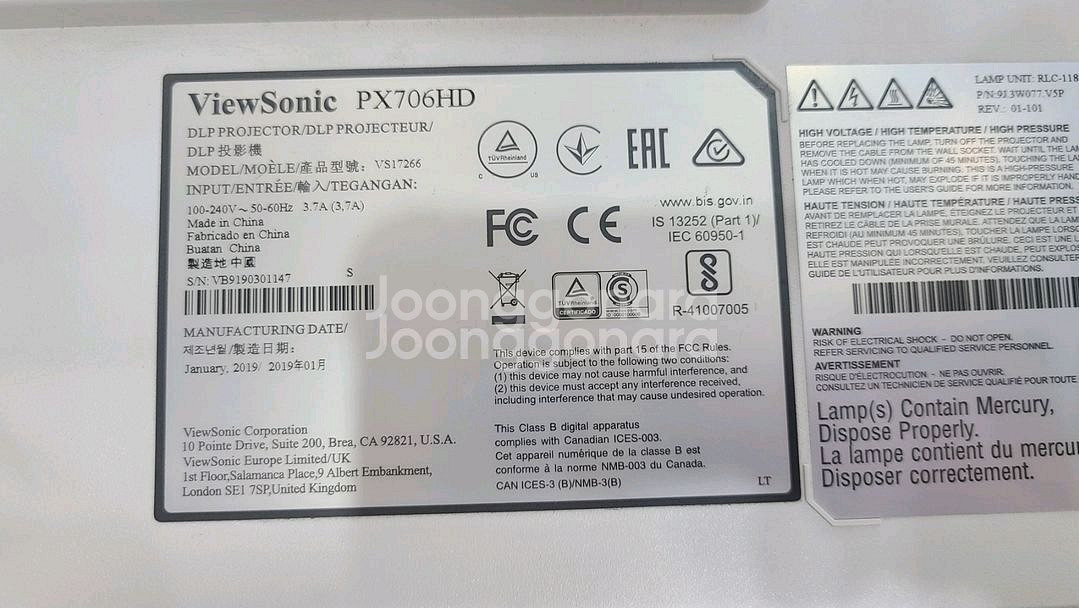 ViewSonic PX706HD
DLP PROJECTOR/DLP PROJECTEUR/
DLP 投影機
MODEL/MOÈLE/產品型號: VS17266
INPUT/ENTRÉE/輸入/TEGANGAN:
100-240V～ 50-60Hz 3.7A (3,7A)
Made in China
Fabricado en China
Buatan China
製造地 中國
S/N: VB9190301147
S
MANUFACTURING DATE/
제조년월/製造日期:
January, 2019/ 2019年01月
ViewSonic Corporation
10 Pointe Drive, Suite 200, Brea, CA 92821, U.S.A.
ViewSonic Europe Limited/UK
1st Floor,Salamanca Place,9 Albert Embankment,
London SE1 7SP,United Kingdom
TÜVRheinland
C US
EAC
FC CE
www.bis.gov.in
IS 13252 (Part 1)/
IEC 60950-1
R-41007005
TÜVRheinland
CERTIFICADO
S
Joonggonara
Joonggonara
This device complies with part 15 of the FCC Rules.
Operation is subject to the following two conditions:
(1) this device may not cause harmful interference, and
(2) this device must accept any interference received,
including interference that may cause undesired operation.
This Class B digital apparatus
complies with Canadian ICES-003.
Cet appareil numérique de la classe B est
conforme à la norme NMB-003 du Canada.
CAN ICES-3 (B)/NMB-3(B)
LT
LAMP UNIT: RLC-118
P/N:9J.3W077.V5P
REV.: 01-101
HIGH VOLTAGE / HIGH TEMPERATURE / HIGH PRESSURE
BEFORE REPLACING THE LAMP, TURN OFF THE PROJECTOR AND
REMOVE THE CABLE FROM THE WALL SOCKET. WAIT UNTIL THE LAM
HAS COOLED DOWN (MINIMUM OF 45 MINUTES). TOUCHING THE LA
WHEN IT IS HOT MAY CAUSE BURNING. THIS IS A HIGH-PRESSURE
LAMP WHICH WHEN HOT, MAY EXPLODE IF IT IS IMPROPERLY HAND
PLEASE REFER TO THE USER'S GUIDE FOR MORE INFORMATION.
HAUTE TENSION / HAUTE TEMPÉRATURE / HAUTE PRESS
AVANT DE REMPLACER LA LAMPE, ÉTEIGNEZ LE PROJECTEUR ET
RETIREZ LE CÂBLE DE LA PRISE MURALE. ATTENDEZ QUE LA LAM
REFROIDI (AU MINIMUM 45 MINUTES). TOUCHER LA LAMPE LORSQ
EST CHAUDE PEUT PROVOQUER UNE BRÛLURE. CECI EST UNE L
HAUTE PRESSION QUI, LORSQU'ELLE EST CHAUDE, PEUT EXPLOS
ELLE EST MANIPULÉE INCORRECTEMENT. VEUILLEZ CONSULTER
GUIDE DE L'UTILISATEUR POUR PLUS D'INFORMATIONS.
WARNING
RISK OF ELECTRICAL SHOCK - DO NOT OPEN.
REFER SERVICING TO QUALIFIED SERVICE PERSONNEL.
AVERTISSEMENT
RISQUE D'ÉLECTROCUTION - NE PAS OUVRIR.
CONSULTEZ UN TECHNICIEN DE SERVICE QUALIFIÉ POUR TOUTE
Lamp(s) Contain Mercury,
Dispose Properly.
La lampe contient du mercu
Disposer correctement.